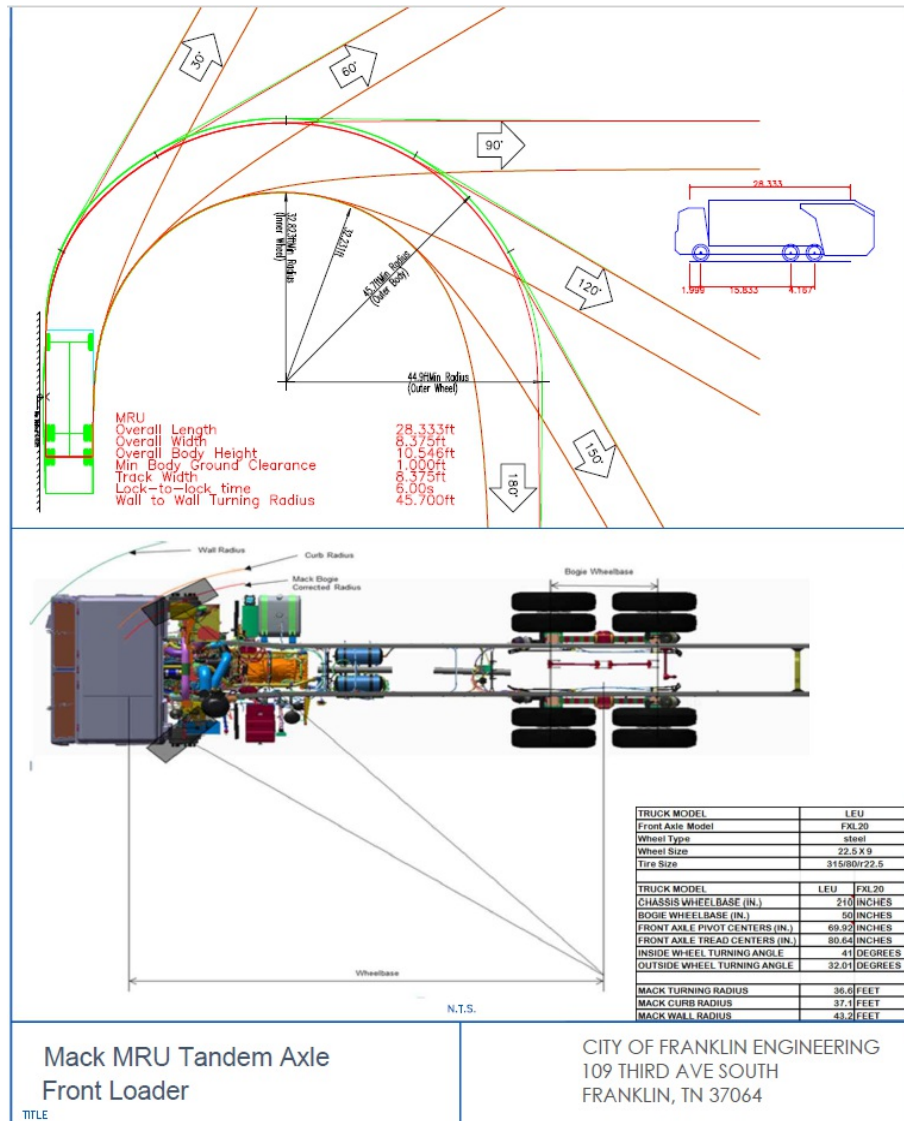 30°
60°
90°
120°
150°
180°
32.823ftMin Radius
(Inner Wheel)
32.231ft
45.7ftMin Radius
(Outer Body)
44.9ftMin Radius
(Outer Wheel)
28.333
1.999 15.833 4.167
MRU
Overall Length 28.333ft
Overall Width 8.375ft
Overall Body Height 10.546ft
Min Body Ground Clearance 1.000ft
Track Width 8.375ft
Lock-to-lock time 6.00s
Wall to Wall Turning Radius 45.700ft
Wall Radius
Curb Radius
Mack Bogie
Corrected Radius
Bogie Wheelbase
Wheelbase
TRUCK MODEL LEU
Front Axle Model FXL20
Wheel Type steel
Wheel Size 22.5 X 9
Tire Size 315/80/r22.5
TRUCK MODEL LEU FXL20
CHASSIS WHEELBASE (IN.) 210 INCHES
BOGIE WHEELBASE (IN.) 50 INCHES
FRONT AXLE PIVOT CENTERS (IN.) 69.92 INCHES
FRONT AXLE TREAD CENTERS (IN.) 80.64 INCHES
INSIDE WHEEL TURNING ANGLE 41 DEGREES
OUTSIDE WHEEL TURNING ANGLE 32.01 DEGREES
MACK TURNING RADIUS 36.6 FEET
MACK CURB RADIUS 37.1 FEET
MACK WALL RADIUS 43.2 FEET
N.T.S.
Mack MRU Tandem Axle
Front Loader
TITLE
CITY OF FRANKLIN ENGINEERING
109 THIRD AVE SOUTH
FRANKLIN, TN 37064